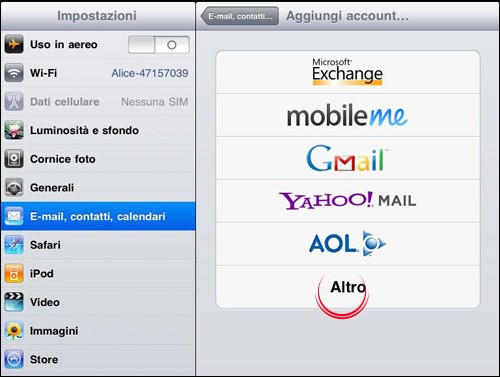 Impostazioni
Uso in aereo
Wi-Fi Alice-47157039
Dati cellulare Nessuna SIM
Luminosità e sfondo
Cornice foto
Generali
E-mail, contatti, calendari
Safari
iPod
Video
Immagini
Store
E-mail, contatti... Aggiungi account...
Microsoft®
Exchange
mobileme
Gmail™
YAHOO! MAIL
AOL
Altro